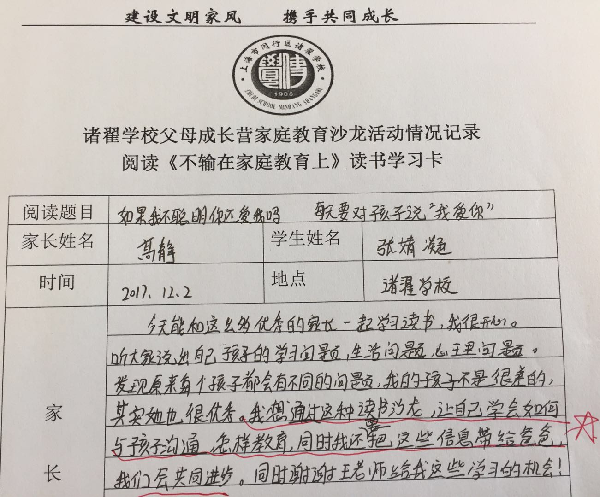 建设文明家风 携手共同成长
上海市闵行区诸翟学校
1906
诸翟学校父母成长营家庭教育沙龙活动情况记录
阅读《不输在家庭教育上》读书学习卡
阅读题目 如果我不聪明你还爱我吗 每天要对孩子说“我爱你”
家长姓名 葛静 学生姓名 张婧凝
时间 2017.12.2 地点 诸翟学校
今天能和这么多优秀的家长一起学习读书,我很开心。
听大家说出自己孩子的学习问题,生活问题,心理问题。
发现原来每个孩子都会有不同的问题,我的孩子不是很差的,
其实她也很优秀。我想通过这种读书沙龙,让自己学会如何
与孩子沟通,怎样教育,同时我还要把这些信息带给爸爸,
我们会共同进步。同时谢谢王老师给我这些学习的机会!
家
长